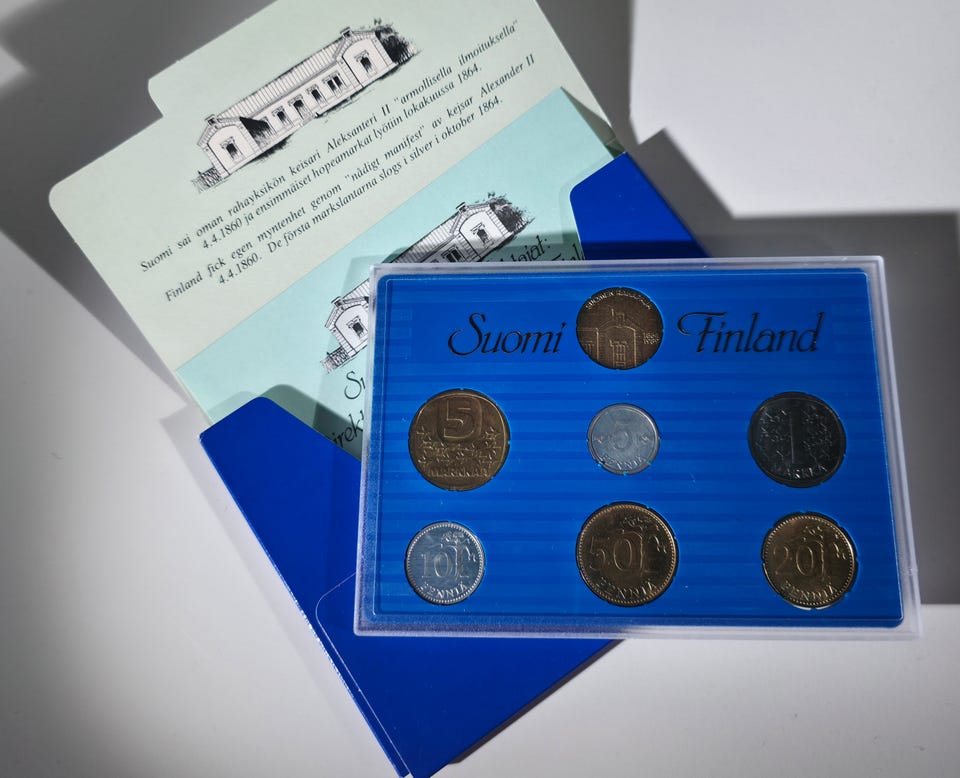 Suomi sai oman rahayksikön keisari Aleksanteri II "armollisella ilmoituksella"
4.4.1860 ja ensimmäiset hopeamarkat lyötiin lokakuussa 1864.
Finland fick egen myntenhet genom "nådigt manifest" av kejsar Alexander II
4.4.1860. De första markslantarna slogs i silver i oktober 1864.
Suomi Finland
5
MARKKAA
5
PENNIÄ
1
MARKKA
10
PENNIÄ
50
PENNIÄ
20
PENNIÄ